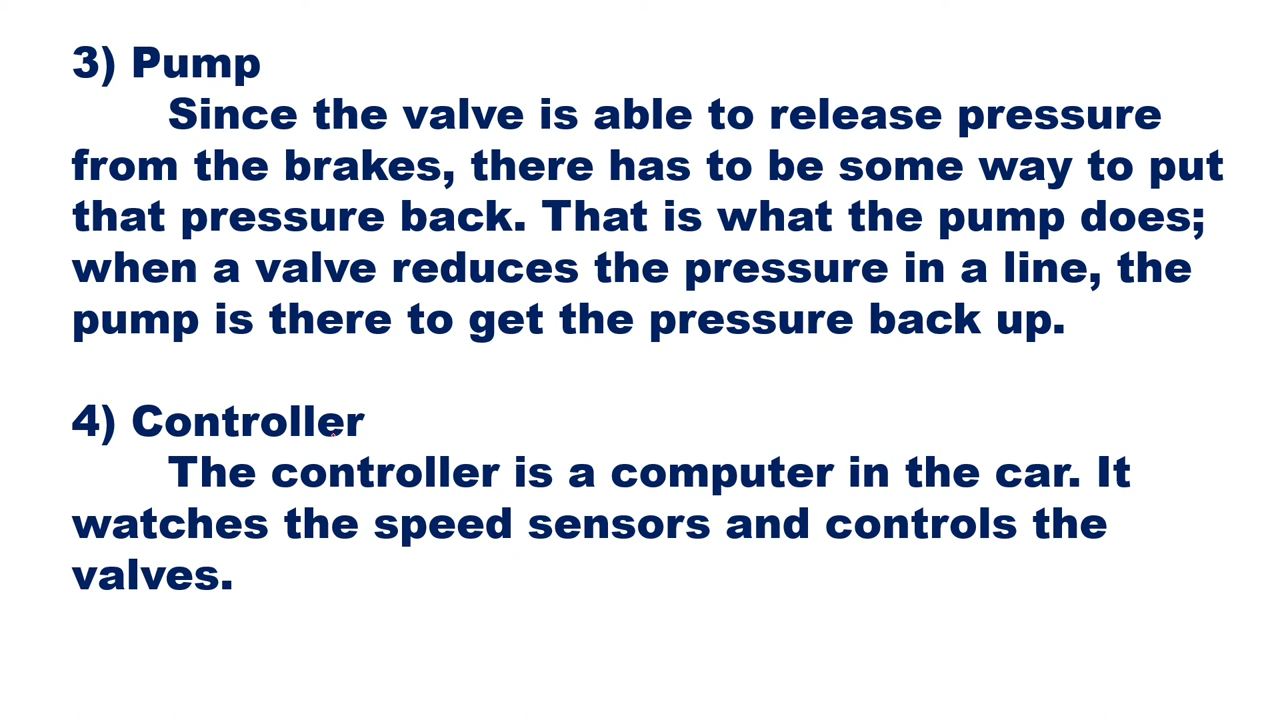 3) Pump
Since the valve is able to release pressure
from the brakes, there has to be some way to put
that pressure back. That is what the pump does;
when a valve reduces the pressure in a line, the
pump is there to get the pressure back up.
4) Controller
The controller is a computer in the car. It
watches the speed sensors and controls the
valves.